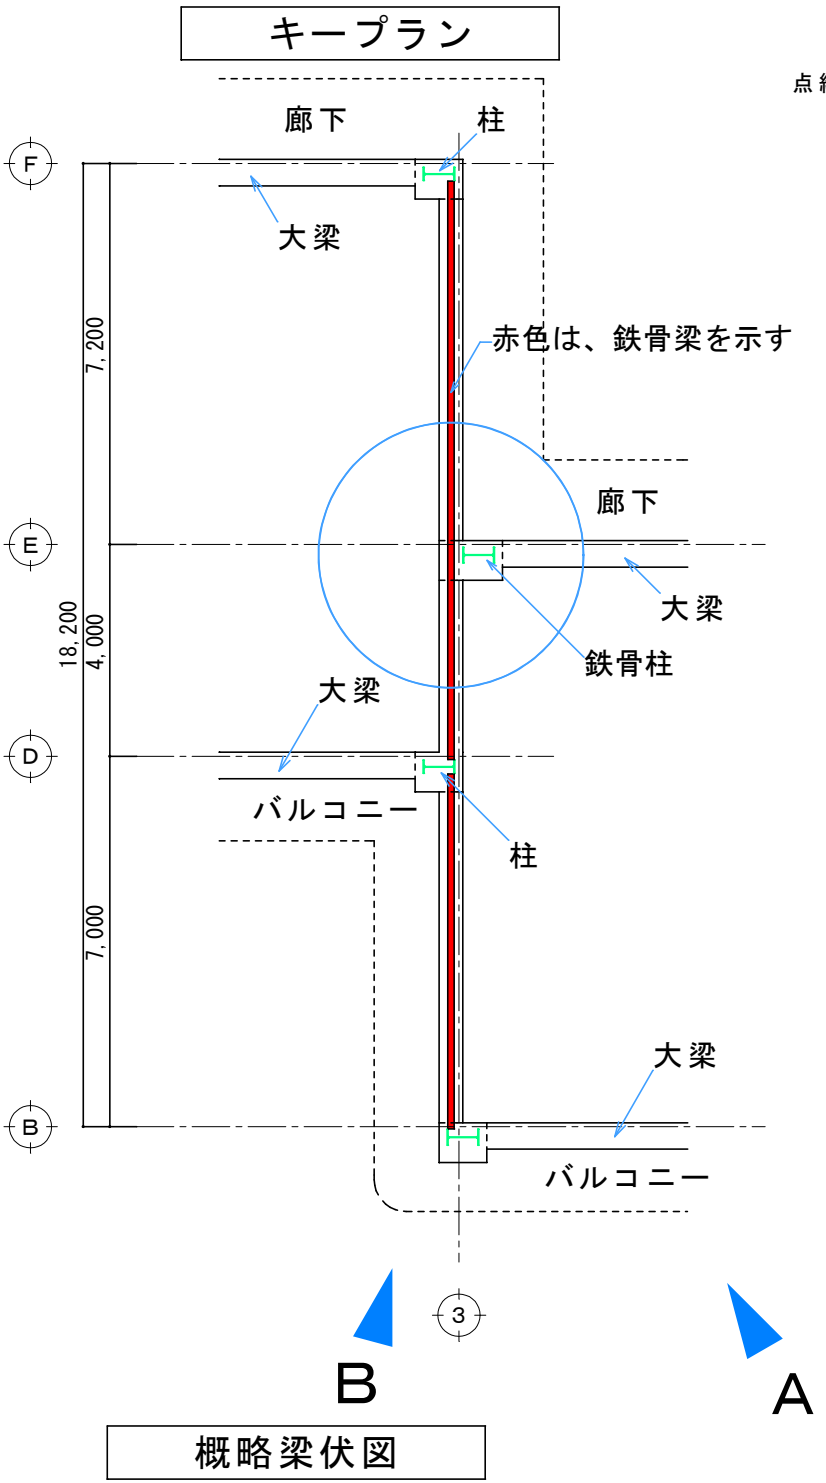 キープラン
点
廊下
柱
F
大梁
7,200
赤色は、鉄骨梁を示す
廊下
E
大梁
18,200
4,000
鉄骨柱
大梁
D
バルコニー
柱
7,000
大梁
B
バルコニー
3
B
A
概略梁伏図